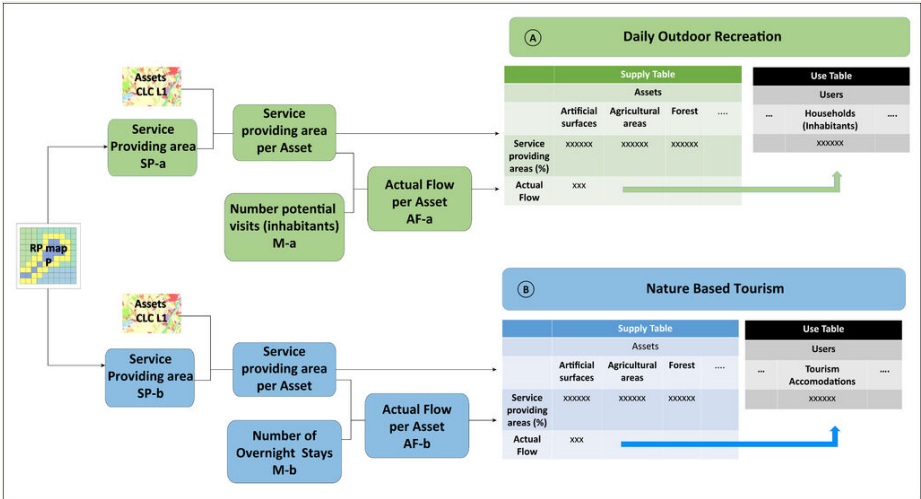 A
Daily Outdoor Recreation
Assets
CLC L1
Service
Providing area
SP-a
Service
providing area
per Asset
Number potential
visits (inhabitants)
M-a
Actual Flow
per Asset
AF-a
Supply Table
Assets
Artificial
surfaces
Agricultural
areas
Forest
....
Service
providing
areas (%)
xxxxxx
xxxxxx
xxxxxx
Actual
Flow
xxx
Use Table
Users
...
Households
(Inhabitants)
....
xxxxxx
RP map
P
B
Nature Based Tourism
Assets
CLC L1
Service
Providing area
SP-b
Service
providing area
per Asset
Number of
Overnight Stays
M-b
Actual Flow
per Asset
AF-b
Supply Table
Assets
Artificial
surfaces
Agricultural
areas
Forest
....
Service
providing
areas (%)
xxxxxx
xxxxxx
xxxxxx
Actual
Flow
xxx
Use Table
Users
...
Tourism
Accomodations
....
xxxxxx